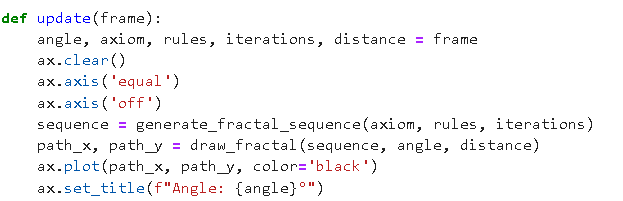 def update(frame):
    angle, axiom, rules, iterations, distance = frame
    ax.clear()
    ax.axis('equal')
    ax.axis('off')
    sequence = generate_fractal_sequence(axiom, rules, iterations)
    path_x, path_y = draw_fractal(sequence, angle, distance)
    ax.plot(path_x, path_y, color='black')
    ax.set_title(f"Angle: {angle}°")